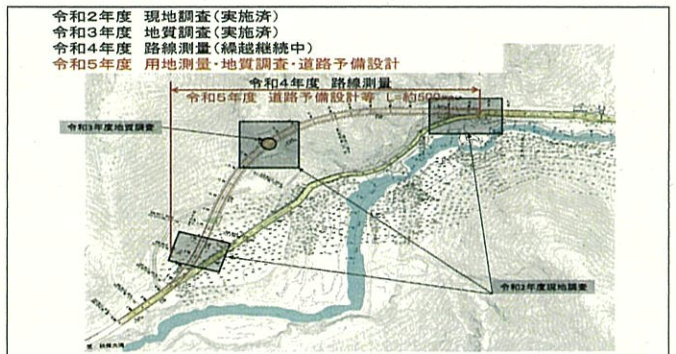 令和2年度 現地調査(実施済)
令和3年度 地質調査(実施済)
令和4年度 路線測量(繰越継続中)
令和5年度 用地測量・地質調査・道路予備設計
令和4年度 路線測量
令和5年度 道路予備設計等 L=約500m
令和3年度地質調査
令和2年度現地調査